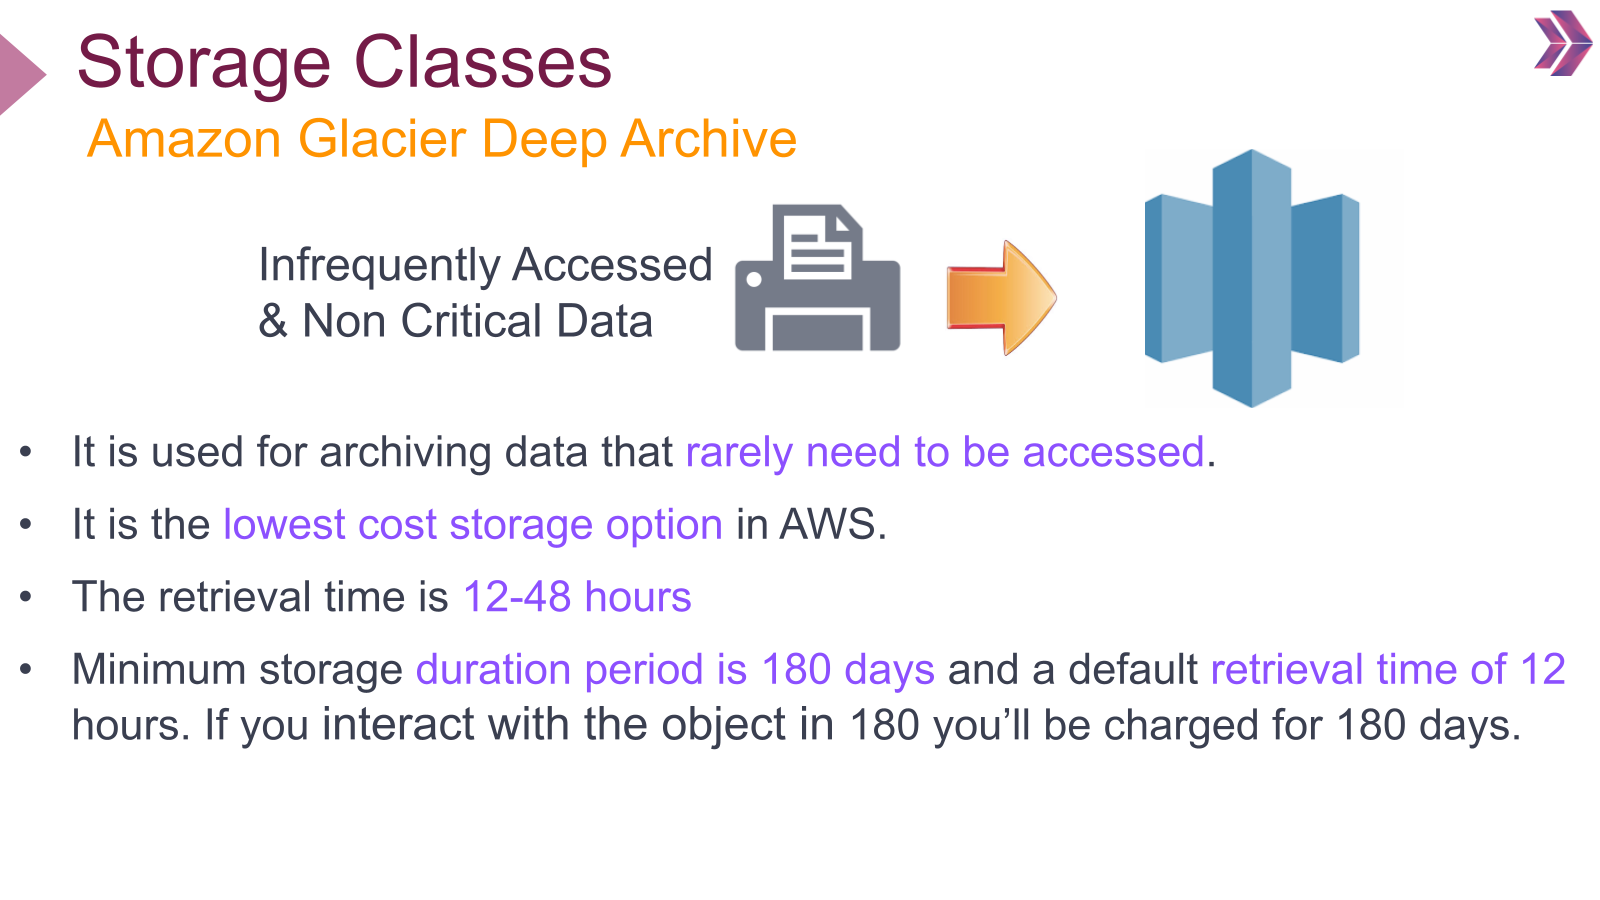 Storage Classes
Amazon Glacier Deep Archive
Infrequently Accessed
& Non Critical Data
• It is used for archiving data that rarely need to be accessed.
• It is the lowest cost storage option in AWS.
• The retrieval time is 12-48 hours
• Minimum storage duration period is 180 days and a default retrieval time of 12
hours. If you interact with the object in 180 you’ll be charged for 180 days.